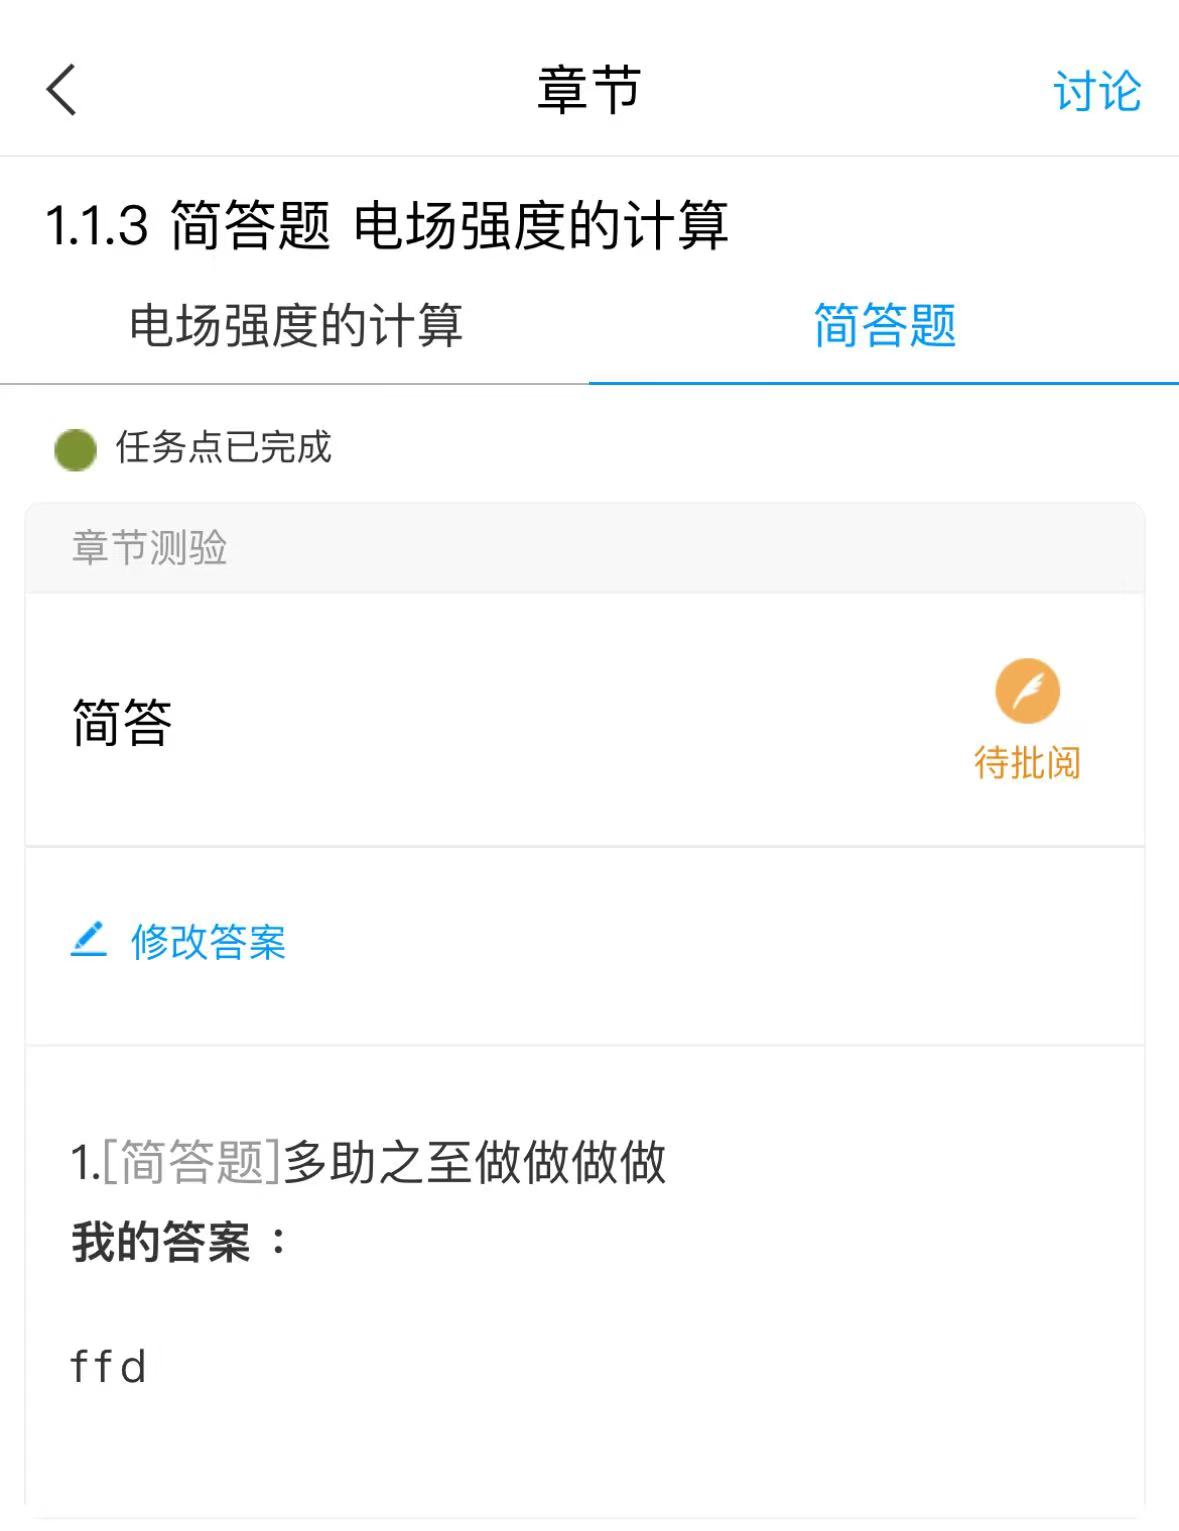 章节
讨论
1.1.3 简答题 电场强度的计算
电场强度的计算
简答题
任务点已完成
章节测验
简答
待批阅
修改答案
1.[简答题]多助之至做做做做
我的答案：
ffd